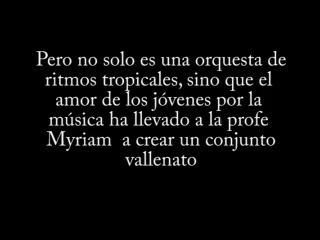 Pero no solo es una orquesta de
ritmos tropicales, sino que el
amor de los jóvenes por la
música ha llevado a la profe
Myriam  a crear un conjunto
vallenato